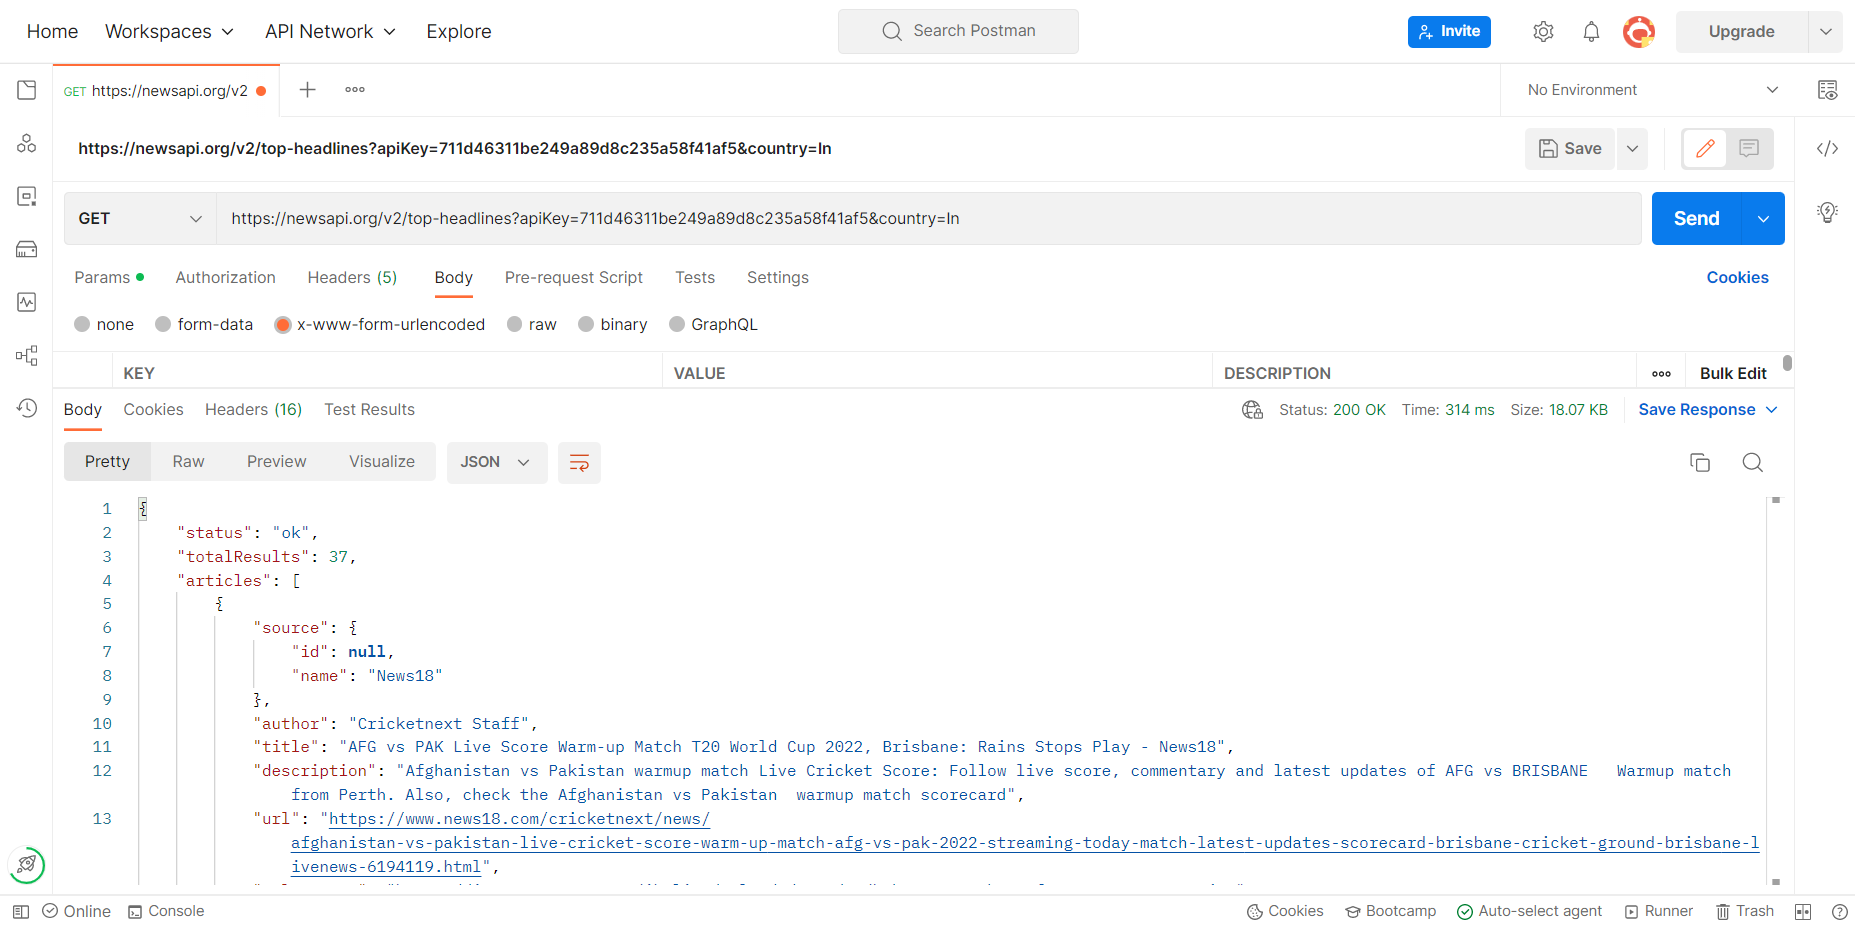 Home Workspaces API Network Explore Search Postman Invite Upgrade
GET https://newsapi.org/v2 No Environment
https://newsapi.org/v2/top-headlines?apiKey=711d46311be249a89d8c235a58f41af5&country=In Save
GET https://newsapi.org/v2/top-headlines?apiKey=711d46311be249a89d8c235a58f41af5&country=In Send
Params Authorization Headers (5) Body Pre-request Script Tests Settings Cookies
none form-data x-www-form-urlencoded raw binary GraphQL
KEY VALUE DESCRIPTION Bulk Edit
Body Cookies Headers (16) Test Results Status: 200 OK Time: 314 ms Size: 18.07 KB Save Response
Pretty Raw Preview Visualize JSON
1 {
2 "status": "ok",
3 "totalResults": 37,
4 "articles": [
5 {
6 "source": {
7 "id": null,
8 "name": "News18"
9 },
10 "author": "Cricketnext Staff",
11 "title": "AFG vs PAK Live Score Warm-up Match T20 World Cup 2022, Brisbane: Rains Stops Play - News18",
12 "description": "Afghanistan vs Pakistan warmup match Live Cricket Score: Follow live score, commentary and latest updates of AFG vs BRISBANE   Warmup match
from Perth. Also, check the Afghanistan vs Pakistan  warmup match scorecard",
13 "url": "https://www.news18.com/cricketnext/news/
afghanistan-vs-pakistan-live-cricket-score-warm-up-match-afg-vs-pak-2022-streaming-today-match-latest-updates-scorecard-brisbane-cricket-ground-brisbane-l
ivenews-6194119.html",
Online Console Cookies Bootcamp Auto-select agent Runner Trash